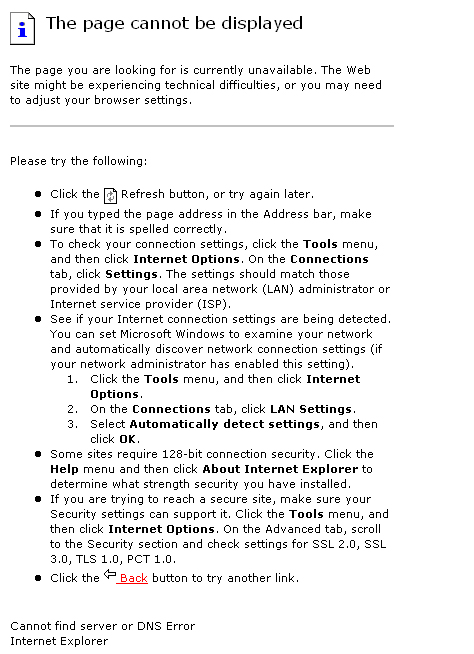 The page cannot be displayed
The page you are looking for is currently unavailable. The Web
site might be experiencing technical difficulties, or you may need
to adjust your browser settings.
Please try the following:
Click the Refresh button, or try again later.
If you typed the page address in the Address bar, make
sure that it is spelled correctly.
To check your connection settings, click the Tools menu,
and then click Internet Options. On the Connections
tab, click Settings. The settings should match those
provided by your local area network (LAN) administrator or
Internet service provider (ISP).
See if your Internet connection settings are being detected.
You can set Microsoft Windows to examine your network
and automatically discover network connection settings (if
your network administrator has enabled this setting).
1. Click the Tools menu, and then click Internet
Options.
2. On the Connections tab, click LAN Settings.
3. Select Automatically detect settings, and then
click OK.
Some sites require 128-bit connection security. Click the
Help menu and then click About Internet Explorer to
determine what strength security you have installed.
If you are trying to reach a secure site, make sure your
Security settings can support it. Click the Tools menu, and
then click Internet Options. On the Advanced tab, scroll
to the Security section and check settings for SSL 2.0, SSL
3.0, TLS 1.0, PCT 1.0.
Click the Back button to try another link.
Cannot find server or DNS Error
Internet Explorer